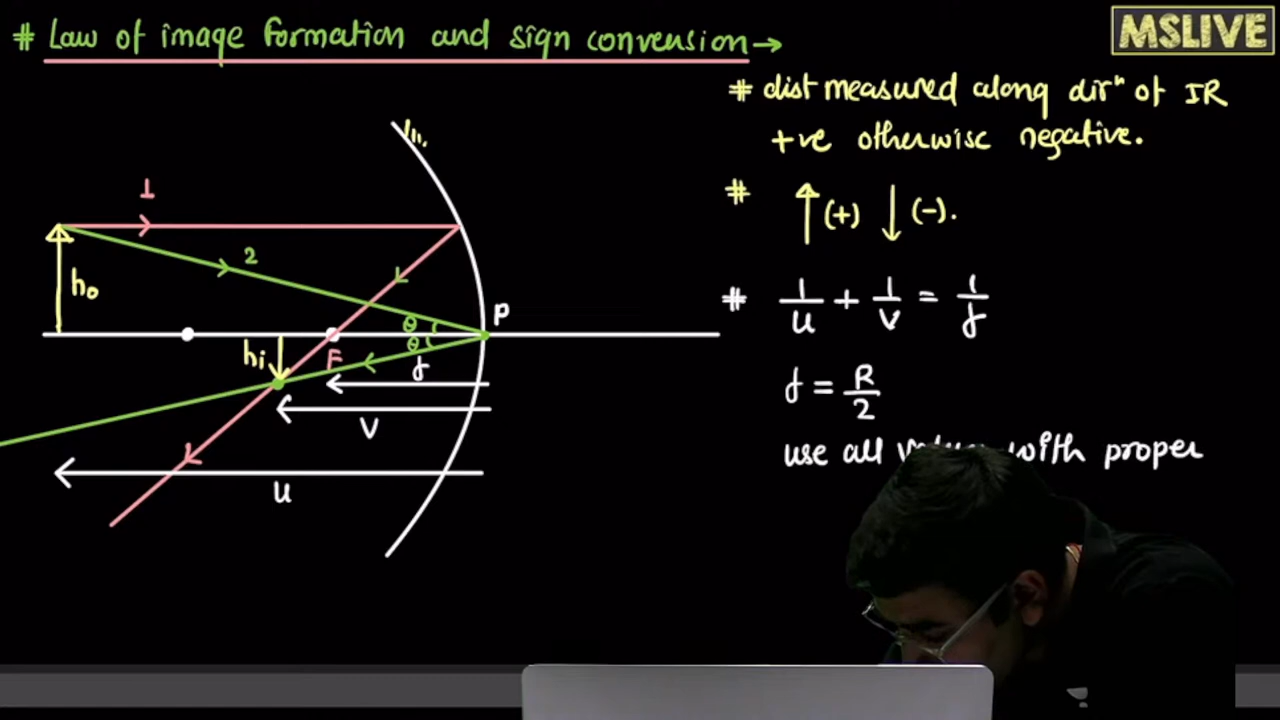 # Law of image formation and sign convension→
MSLIVE
# dist measured along dirⁿ of IR
+ve otherwise negative.
# ↑(+) ↓(-).
# 1/u + 1/v = 1/f
f = R/2
use all with proper
1
2
h₀
hᵢ
F
θ
θ
P
f
v
u